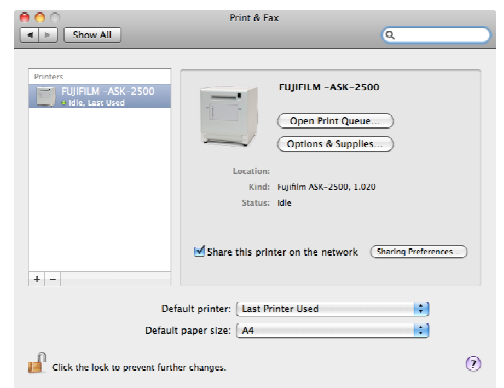 Print & Fax
Show All
Printers
FUJIFILM -ASK-2500
Idle, Last Used
FUJIFILM -ASK-2500
Open Print Queue...
Options & Supplies...
Location:
Kind: Fujifilm ASK-2500, 1.020
Status: Idle
Share this printer on the network
Sharing Preferences...
+ −
Default printer: Last Printer Used
Default paper size: A4
Click the lock to prevent further changes.
?